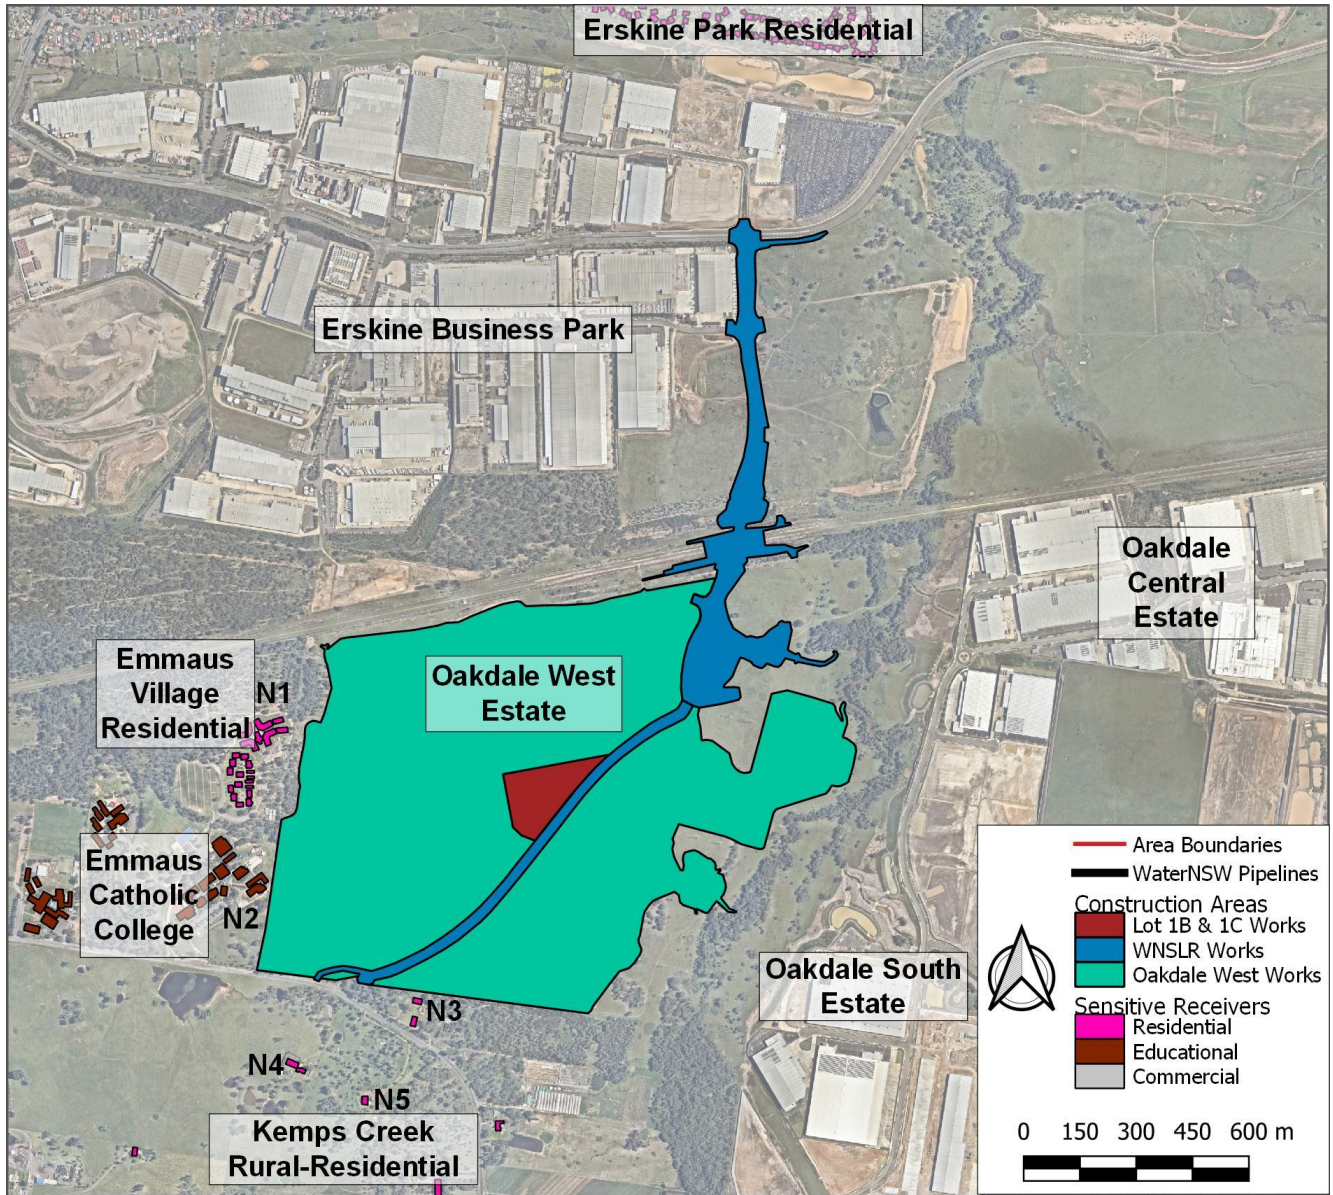 Erskine Park Residential
Erskine Business Park
Oakdale
Central
Estate
Emmaus
Village
Residential
N1
Oakdale West
Estate
Emmaus
Catholic
College
N2
Oakdale South
Estate
N3
N4
N5
Kemps Creek
Rural-Residential
Area Boundaries
WaterNSW Pipelines
Construction Areas
Lot 1B & 1C Works
WNSLR Works
Oakdale West Works
Sensitive Receivers
Residential
Educational
Commercial
0 150 300 450 600 m